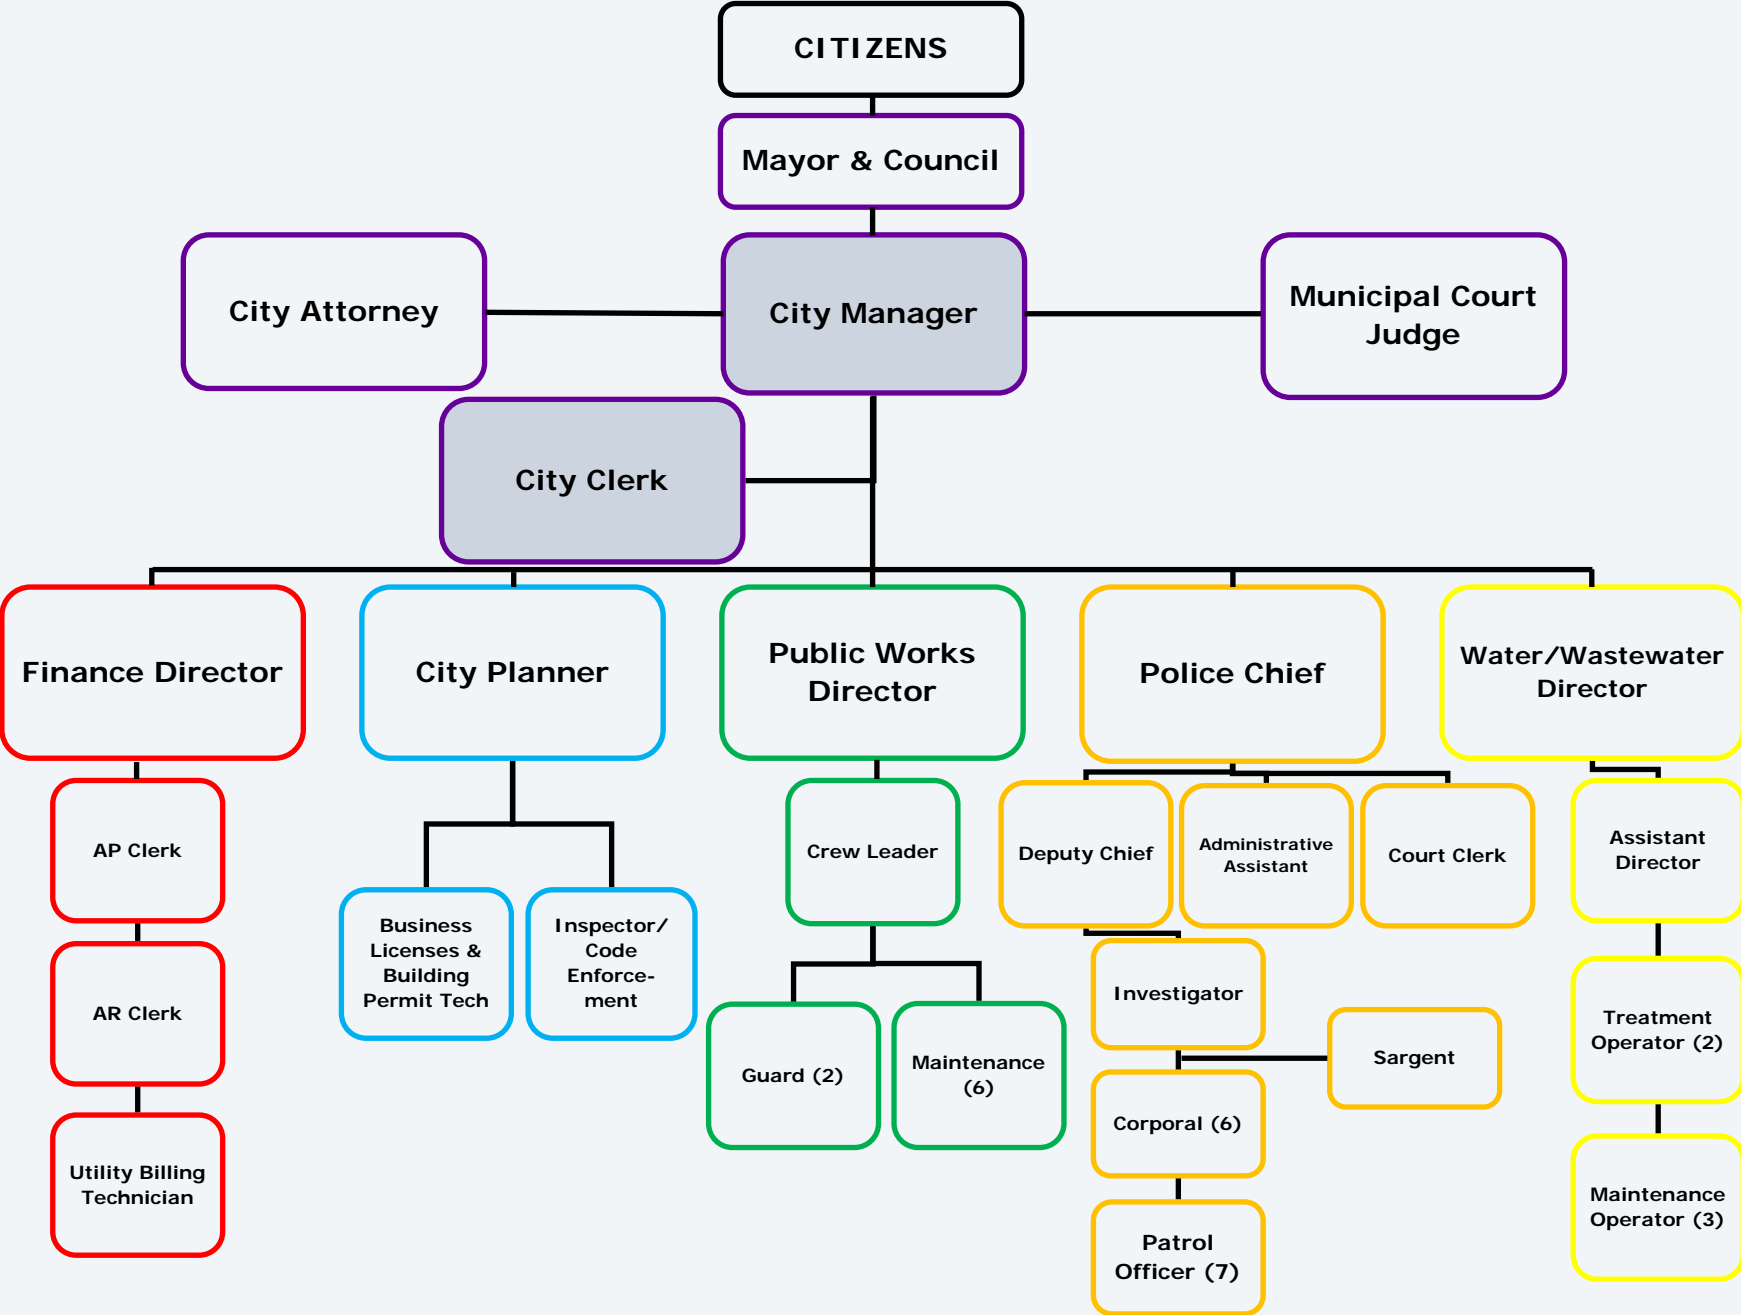 CITIZENS
Mayor & Council
City Attorney
City Manager
Municipal Court
Judge
City Clerk
Finance Director
City Planner
Public Works
Director
Police Chief
Water/Wastewater
Director
AP Clerk
AR Clerk
Utility Billing
Technician
Business
Licenses &
Building
Permit Tech
Inspector/
Code
Enforce-
ment
Crew Leader
Guard (2)
Maintenance
(6)
Deputy Chief
Administrative
Assistant
Court Clerk
Investigator
Sargent
Corporal (6)
Patrol
Officer (7)
Assistant
Director
Treatment
Operator (2)
Maintenance
Operator (3)